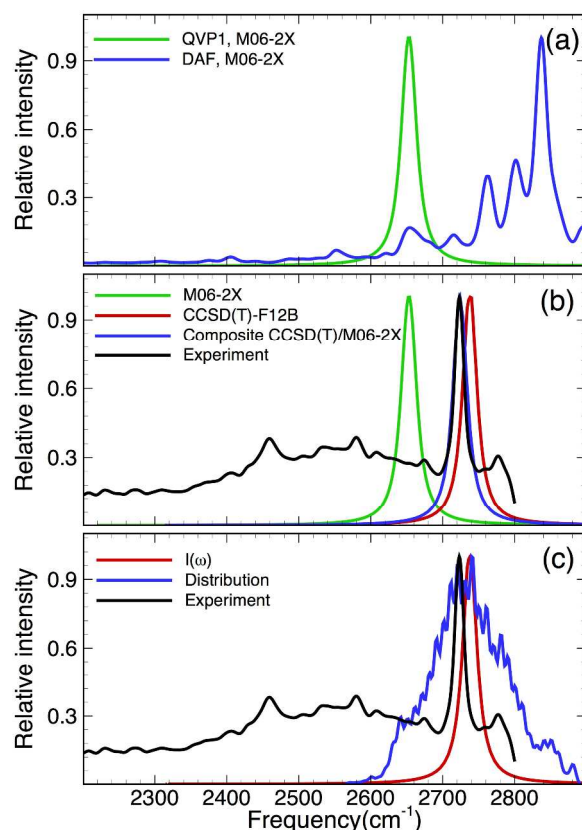 (a)
QVP1, M06-2X
DAF, M06-2X
Relative intensity
0.9
0.6
0.3
(b)
M06-2X
CCSD(T)-F12B
Composite CCSD(T)/M06-2X
Experiment
Relative intensity
0.9
0.6
0.3
(c)
I(ω)
Distribution
Experiment
Relative intensity
0.9
0.6
0.3
2300 2400 2500 2600 2700 2800
Frequency(cm⁻¹)